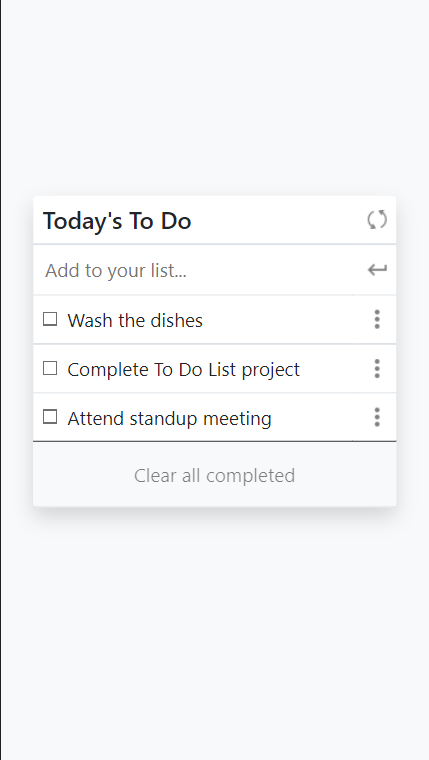 Today's To Do
Add to your list...
Wash the dishes
Complete To Do List project
Attend standup meeting
Clear all completed